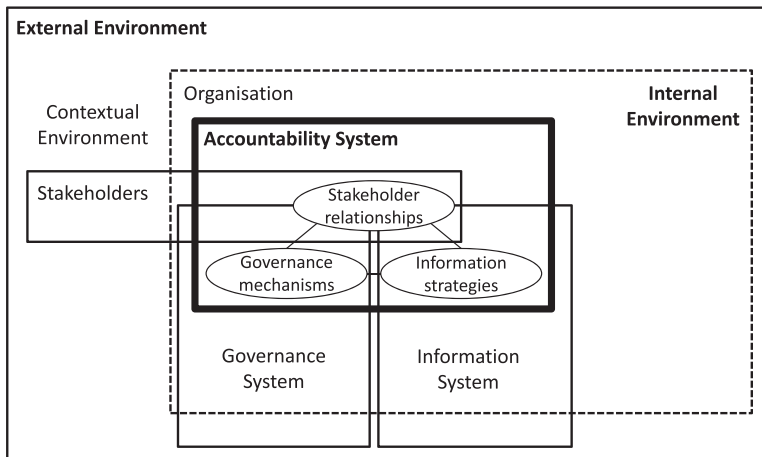 External Environment
Organisation
Internal
Environment
Contextual
Environment
Accountability System
Stakeholders
Stakeholder
relationships
Governance
mechanisms
Information
strategies
Governance
System
Information
System